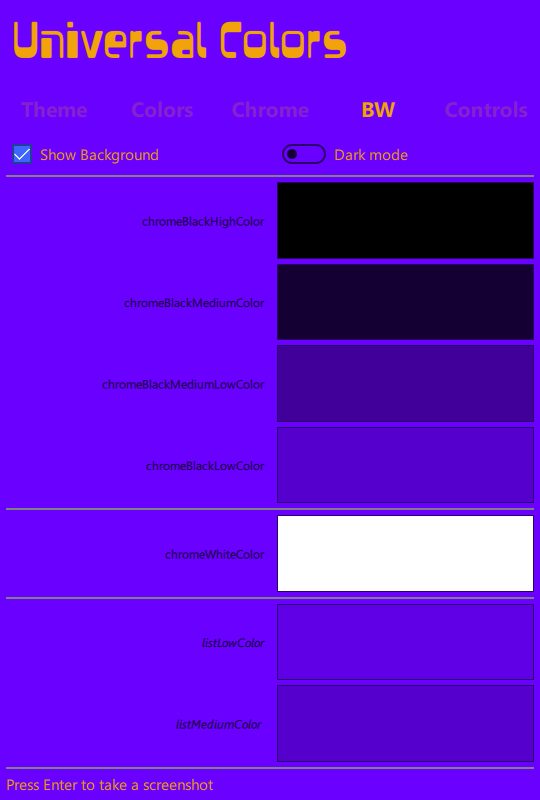 Universal Colors
Theme Colors Chrome BW Controls
Show Background Dark mode
chromeBlackHighColor
chromeBlackMediumColor
chromeBlackMediumLowColor
chromeBlackLowColor
chromeWhiteColor
listLowColor
listMediumColor
Press Enter to take a screenshot